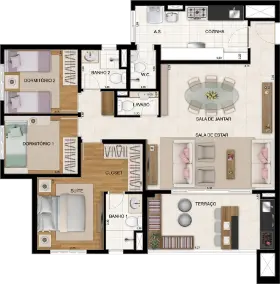 A.S.
COZINHA
DORMITÓRIO 2
BANHO 2
W.C.
LAVABO
SALA DE JANTAR
SALA DE ESTAR
DORMITÓRIO 1
CLOSET
SUÍTE
BANHO 1
TERRAÇO